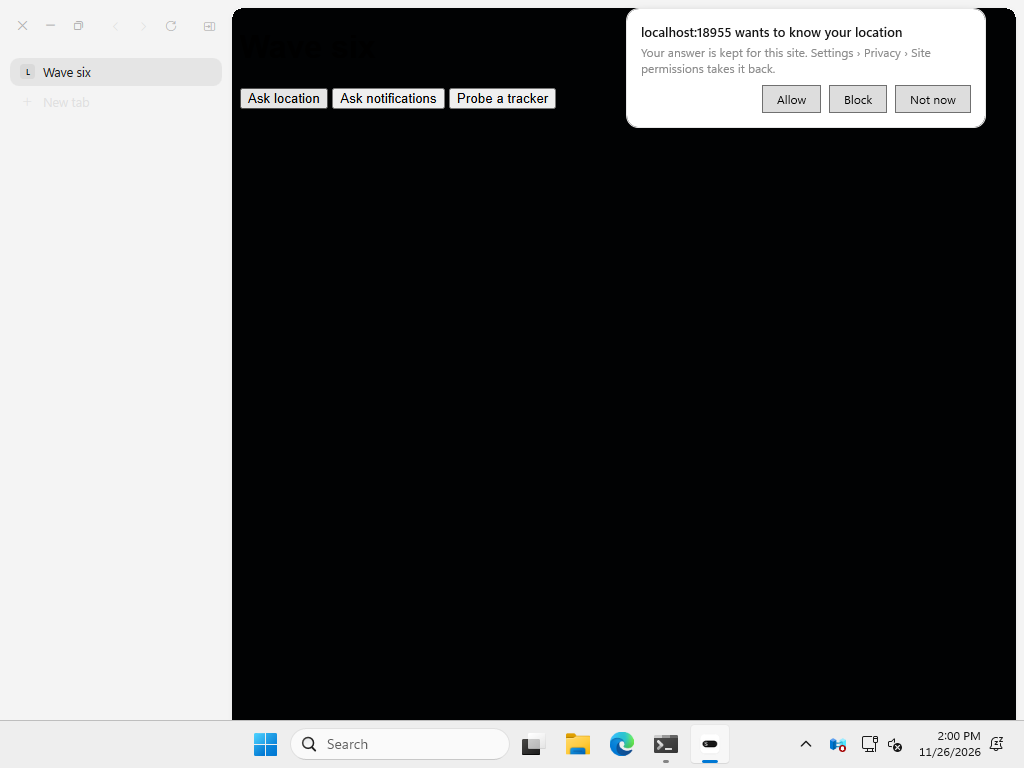 L Wave six
+ New tab
Wave six
Ask location Ask notifications Probe a tracker
localhost:18955 wants to know your location
Your answer is kept for this site. Settings › Privacy › Site
permissions takes it back.
Allow Block Not now
Search
2:00 PM
11/26/2026